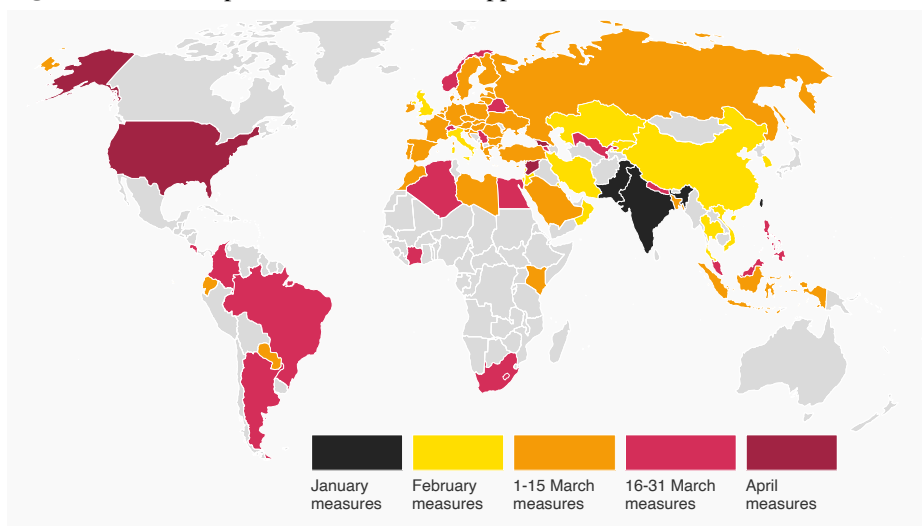 January
measures
February
measures
1-15 March
measures
16-31 March
measures
April
measures